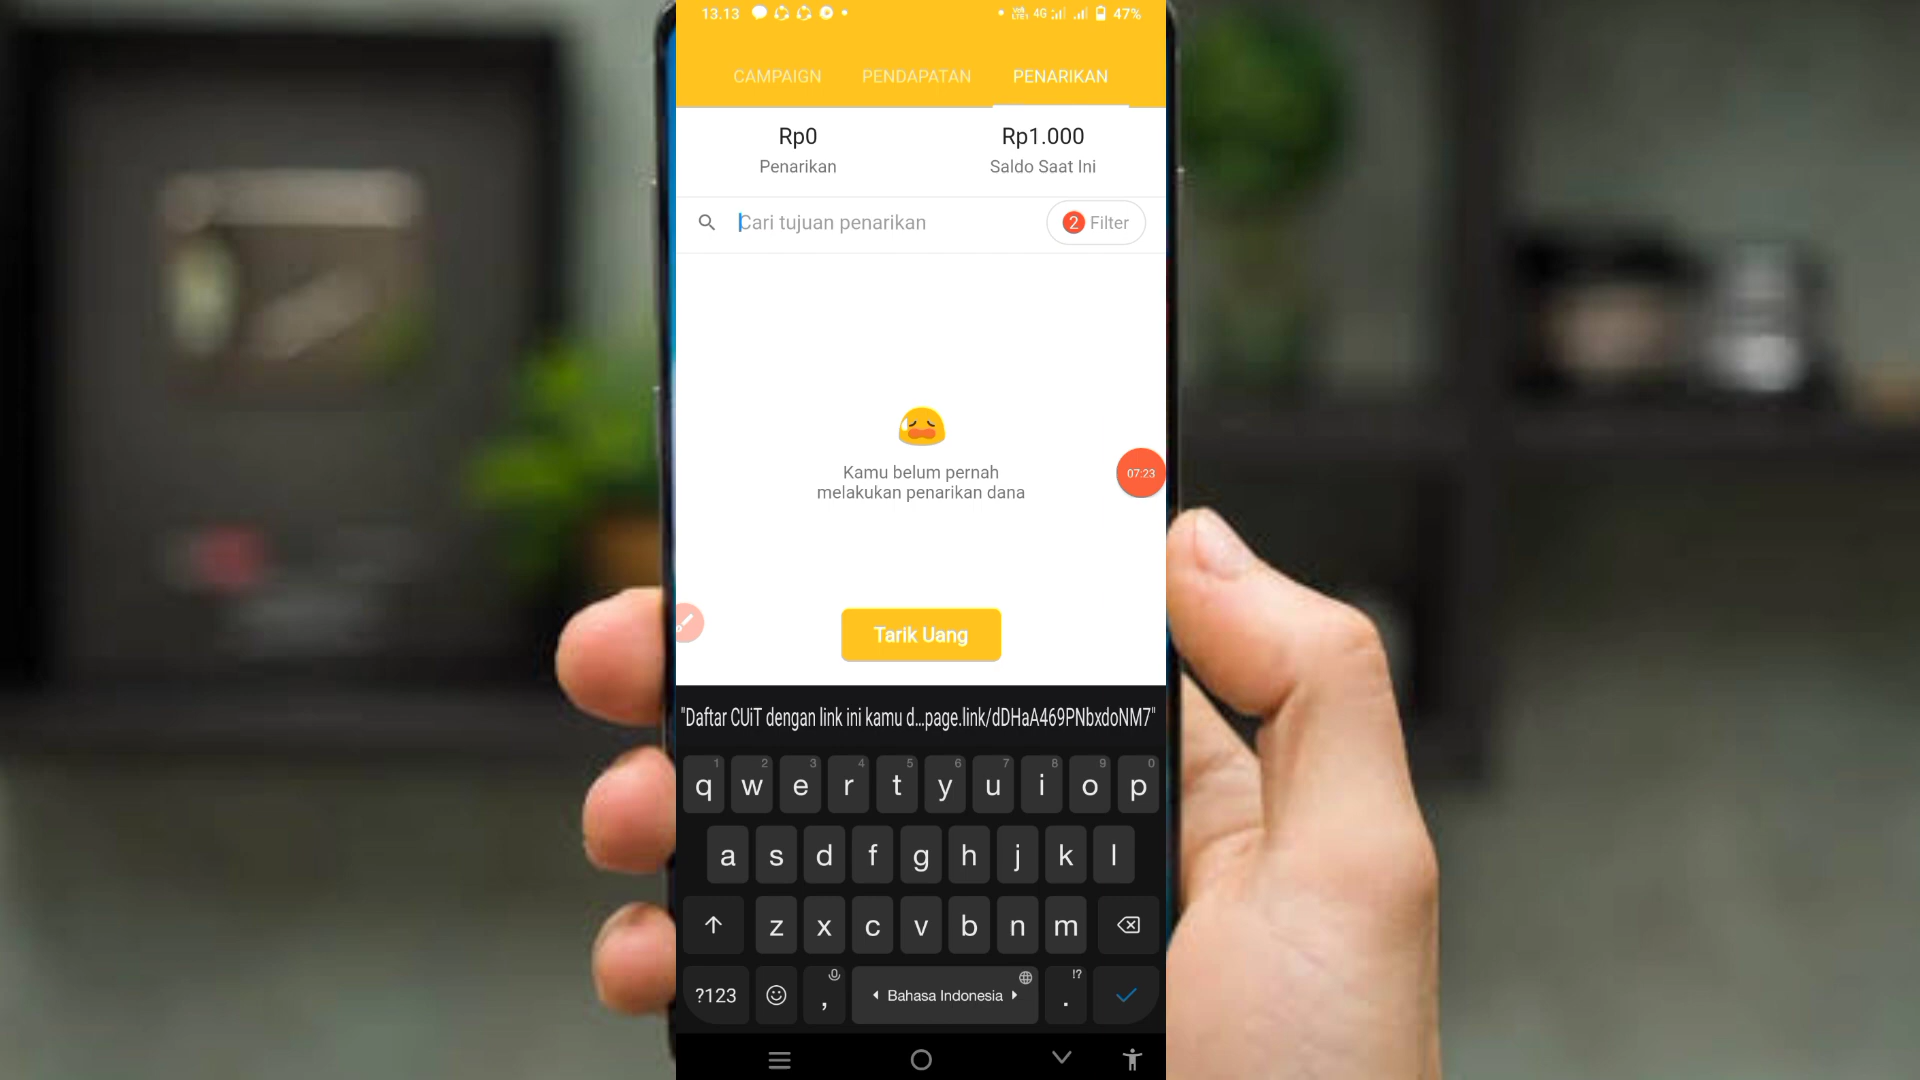 13.13 4G 47%
CAMPAIGN PENDAPATAN PENARIKAN
Rp0 Rp1.000
Penarikan Saldo Saat Ini
Cari tujuan penarikan 2 Filter
Kamu belum pernah
melakukan penarikan dana
07:23
Tarik Uang
"Daftar CUiT dengan link ini kamu d...page.link/dDHaA469PNbxdoNM7"
1 2 3 4 5 6 7 8 9 0
q w e r t y u i o p
a s d f g h j k l
z x c v b n m
!?
?123 , Bahasa Indonesia .